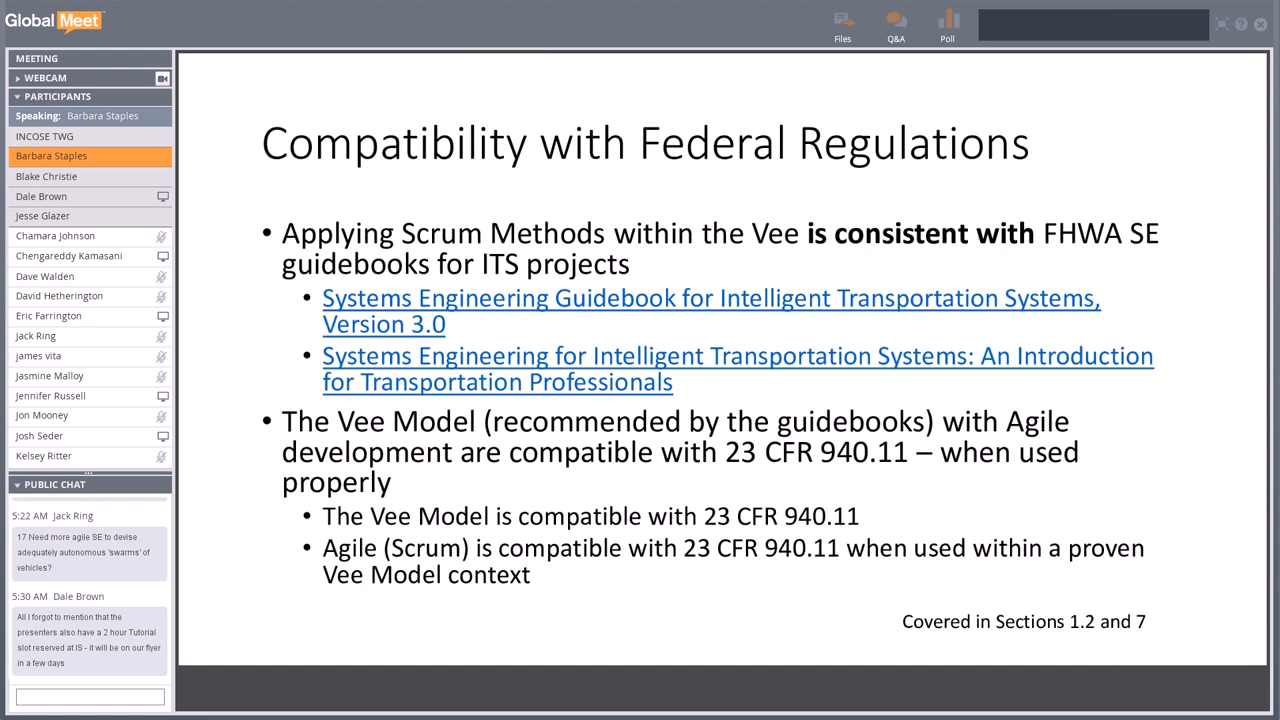 Global Meet
Files
Q&A
Poll
MEETING
WEBCAM
PARTICIPANTS
Speaking: Barbara Staples
INCOSE TWG
Barbara Staples
Blake Christie
Dale Brown
Jesse Glazer
Chamara Johnson
Chengareddy Kamasani
Dave Walden
David Hetherington
Eric Farrington
Jack Ring
james vita
Jasmine Malloy
Jennifer Russell
Jon Mooney
Josh Seder
Kelsey Ritter
PUBLIC CHAT
5:22 AM Jack Ring
17 Need more agile SE to devise
adequately autonomous 'swarms' of
vehicles?
5:30 AM Dale Brown
All I forgot to mention that the
presenters also have a 2 hour Tutorial
slot reserved at IS - it will be on our flyer
in a few days
Compatibility with Federal Regulations
• Applying Scrum Methods within the Vee is consistent with FHWA SE
guidebooks for ITS projects
• Systems Engineering Guidebook for Intelligent Transportation Systems,
Version 3.0
• Systems Engineering for Intelligent Transportation Systems: An Introduction
for Transportation Professionals
• The Vee Model (recommended by the guidebooks) with Agile
development are compatible with 23 CFR 940.11 – when used
properly
• The Vee Model is compatible with 23 CFR 940.11
• Agile (Scrum) is compatible with 23 CFR 940.11 when used within a proven
Vee Model context
Covered in Sections 1.2 and 7